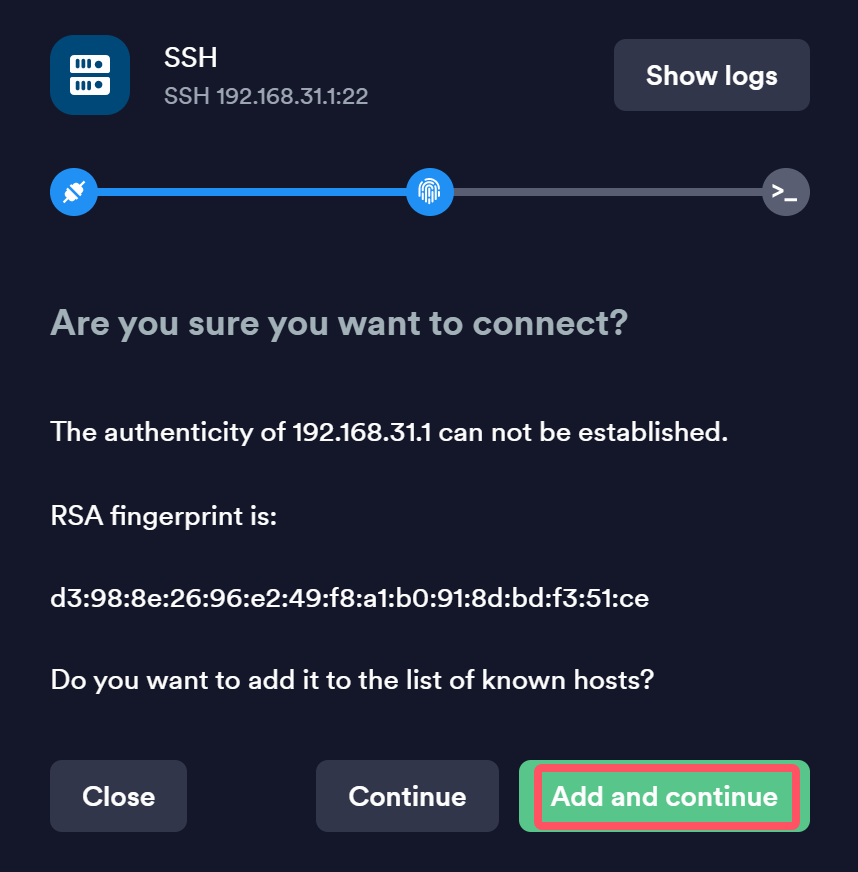 SSH
SSH 192.168.31.1:22
Show logs
>_
Are you sure you want to connect?
The authenticity of 192.168.31.1 can not be established.
RSA fingerprint is:
d3:98:8e:26:96:e2:49:f8:a1:b0:91:8d:bd:f3:51:ce
Do you want to add it to the list of known hosts?
Close
Continue
Add and continue